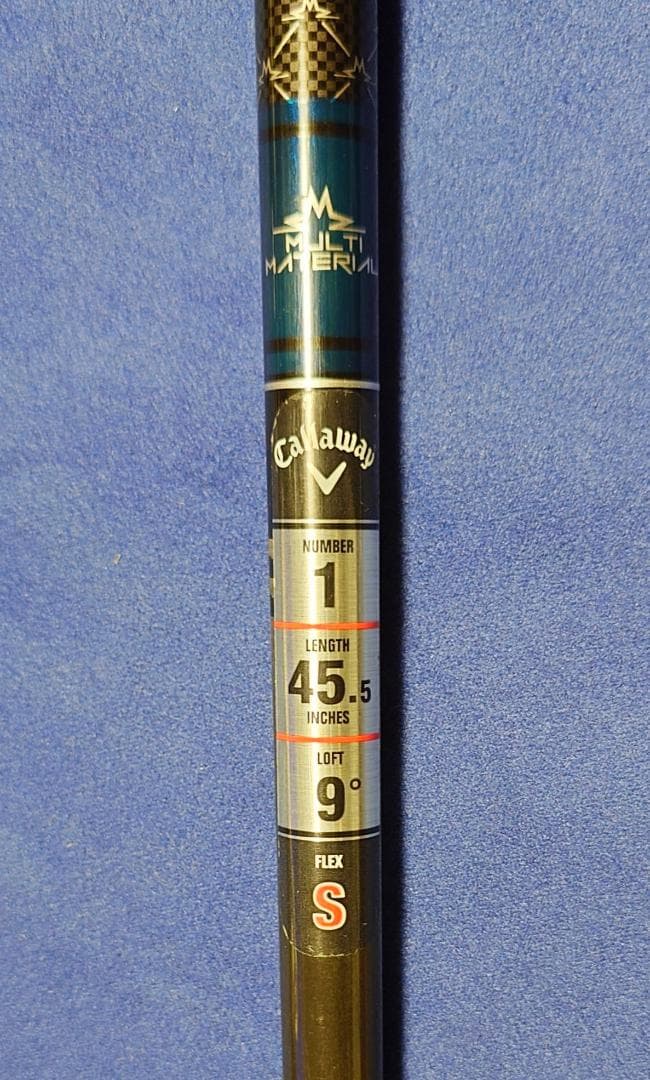 MULTI
MATERIAL
Callaway
NUMBER
1
LENGTH
45.5
INCHES
LOFT
9°
FLEX
S